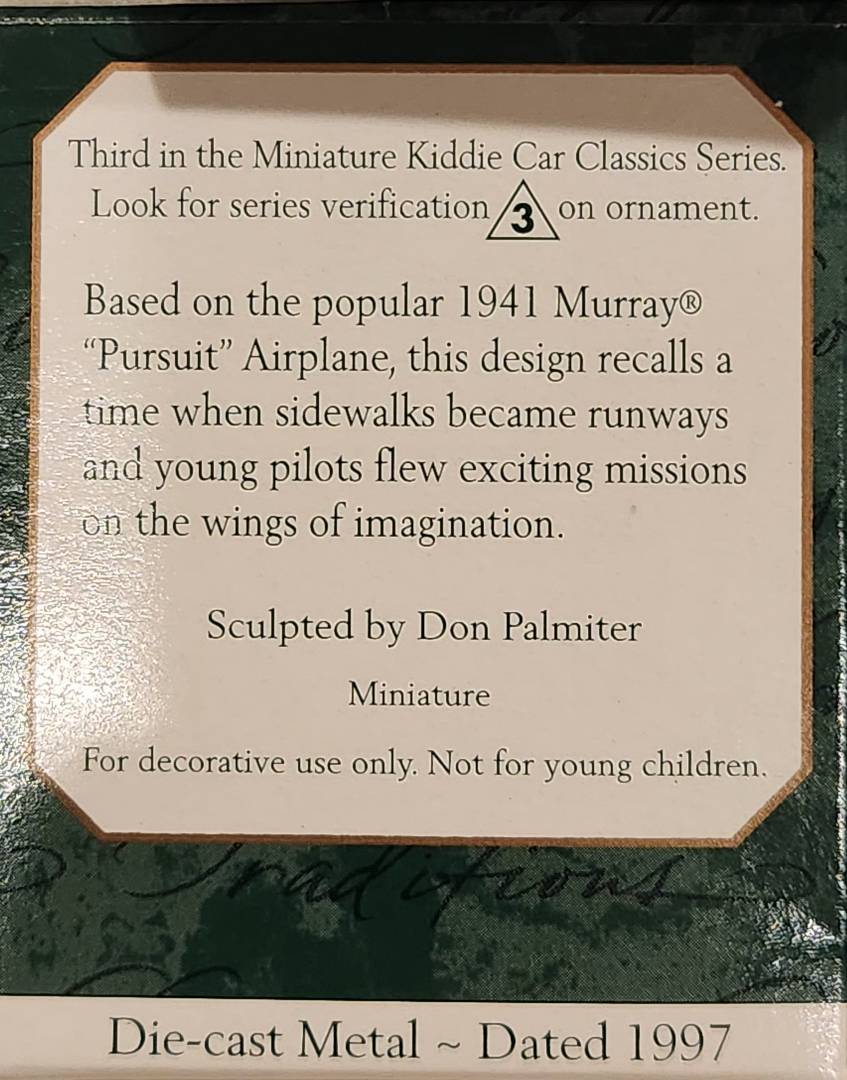 Third in the Miniature Kiddie Car Classics Series.
Look for series verification 3 on ornament.
Based on the popular 1941 Murray®
“Pursuit” Airplane, this design recalls a
time when sidewalks became runways
and young pilots flew exciting missions
on the wings of imagination.
Sculpted by Don Palmiter
Miniature
For decorative use only. Not for young children.
Traditions
Die-cast Metal ~ Dated 1997